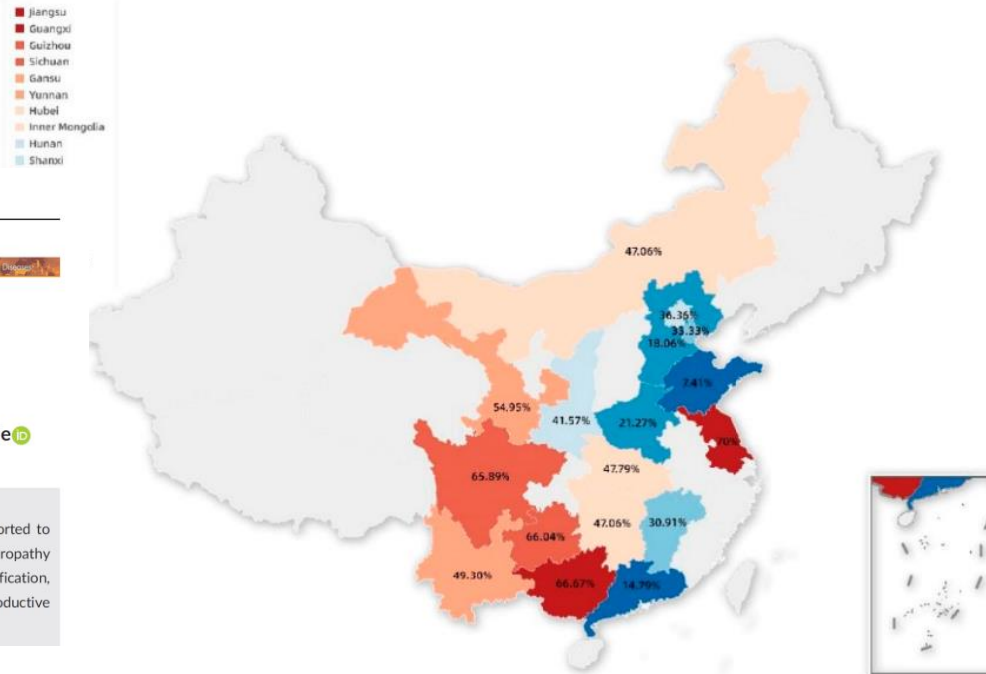 Jiangsu
Guangxi
Guizhou
Sichuan
Gansu
Yunnan
Hubei
Inner Mongolia
Hunan
Shanxi
Diseases
e
iD
orted to
ropathy
fication,
oductive
47.06%
36.36%
33.33%
18.06%
7.41%
54.95%
41.57%
21.27%
70%
65.89%
47.79%
47.06%
30.91%
66.04%
49.30%
66.67%
14.79%